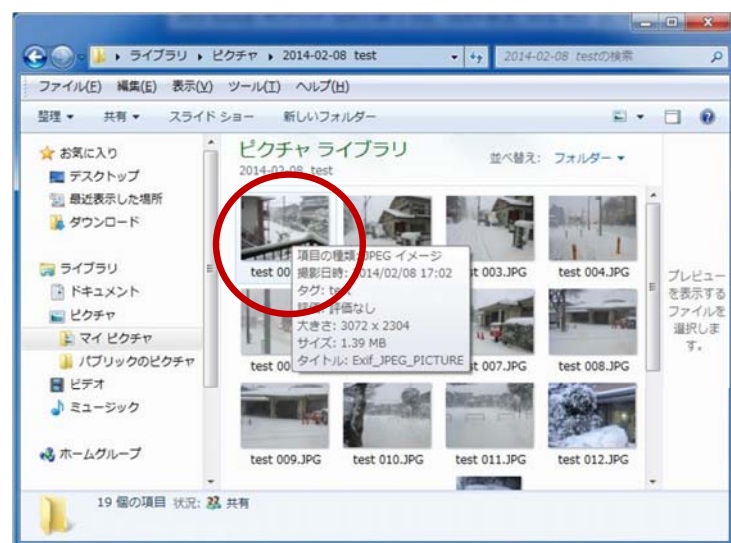 ライブラリ ピクチャ 2014-02-08 test
2014-02-08 testの検索
ファイル(F) 編集(E) 表示(V) ツール(T) ヘルプ(H)
整理 共有 スライド ショー 新しいフォルダー
お気に入り
デスクトップ
最近表示した場所
ダウンロード
ライブラリ
ドキュメント
ピクチャ
マイ ピクチャ
パブリックのピクチャ
ビデオ
ミュージック
ホームグループ
ピクチャ ライブラリ
2014-02-08 test
並べ替え: フォルダー
test 00
t 003.JPG
test 004.JPG
項目の種類: JPEG イメージ
撮影日時: 2014/02/08 17:02
タグ:
評価: 評価なし
大きさ: 3072 x 2304
サイズ: 1.39 MB
タイトル: Exif_JPEG_PICTURE
test 00
t 007.JPG
test 008.JPG
test 009.JPG
test 010.JPG
test 011.JPG
test 012.JPG
プレビュー
を表示する
ファイルを
選択しま
す。
19 個の項目 状況: 共有